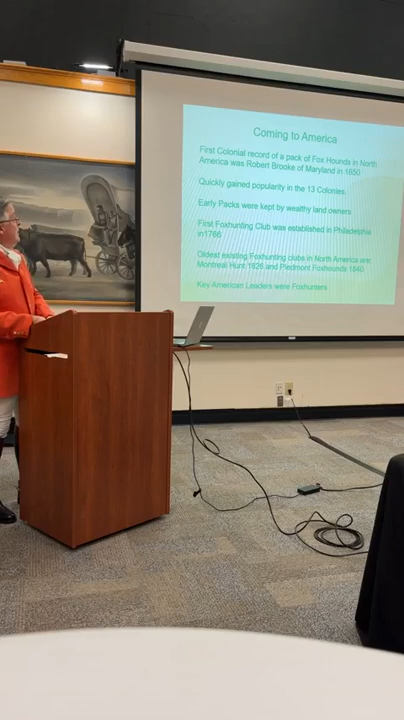 Coming to America
First Colonial record of a pack of Fox Hounds in North
America was Robert Brooke of Maryland in 1650
Quickly gained popularity in the 13 Colonies.
Early Packs were kept by wealthy land owners
First Foxhunting Club was established in Philadelphia
in1766
Oldest existing Foxhunting clubs in North America are:
Montreal Hunt 1826 and Piedmont Foxhounds 1840
Key American Leaders were Foxhunters